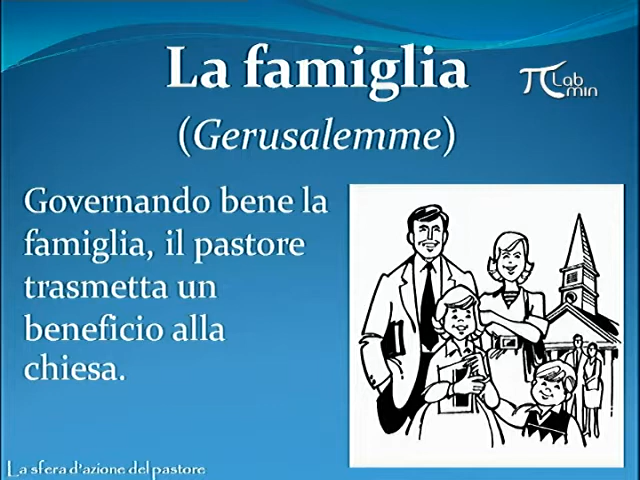 La famiglia
πLab
min
(Gerusalemme)
Governando bene la
famiglia, il pastore
trasmetta un
beneficio alla
chiesa.
La sfera d'azione del pastore